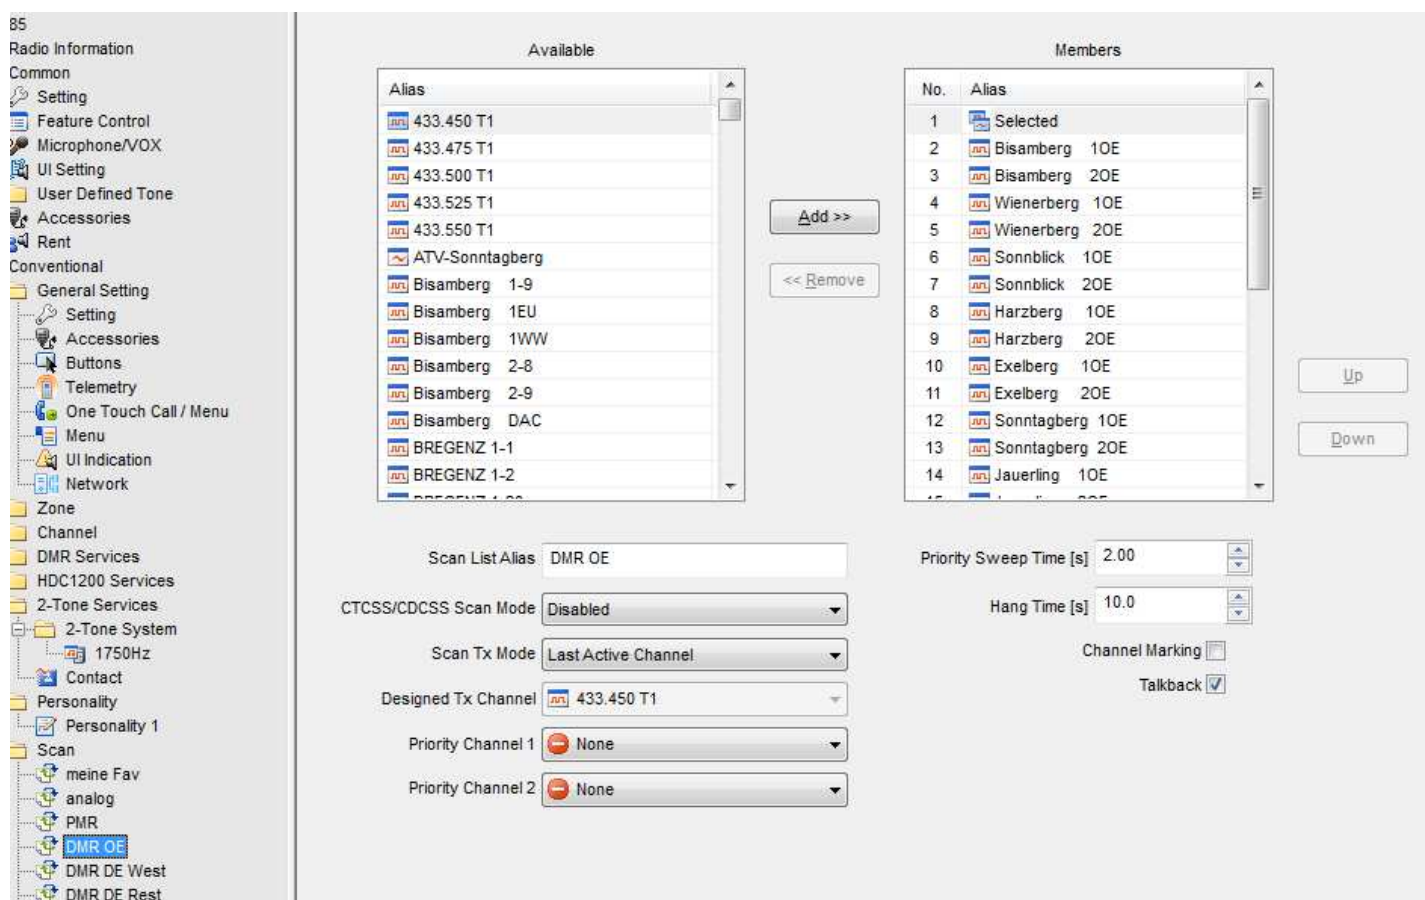 85
Radio Information
Common
Setting
Feature Control
Microphone/VOX
UI Setting
User Defined Tone
Accessories
Rent
Conventional
General Setting
Setting
Accessories
Buttons
Telemetry
One Touch Call / Menu
Menu
UI Indication
Network
Zone
Channel
DMR Services
HDC1200 Services
2-Tone Services
2-Tone System
1750Hz
Contact
Personality
Personality 1
Scan
meine Fav
analog
PMR
DMR OE
DMR DE West
DMR DE Rest
Available
Alias
433.450 T1
433.475 T1
433.500 T1
433.525 T1
433.550 T1
ATV-Sonntagberg
Bisamberg 1-9
Bisamberg 1EU
Bisamberg 1WW
Bisamberg 2-8
Bisamberg 2-9
Bisamberg DAC
BREGENZ 1-1
BREGENZ 1-2
Add >>
<< Remove
Members
No. Alias
1 Selected
2 Bisamberg 1OE
3 Bisamberg 2OE
4 Wienerberg 1OE
5 Wienerberg 2OE
6 Sonnblick 1OE
7 Sonnblick 2OE
8 Harzberg 1OE
9 Harzberg 2OE
10 Exelberg 1OE
11 Exelberg 2OE
12 Sonntagberg 1OE
13 Sonntagberg 2OE
14 Jauerling 1OE
Up
Down
Scan List Alias DMR OE
CTCSS/CDCSS Scan Mode Disabled
Scan Tx Mode Last Active Channel
Designed Tx Channel 433.450 T1
Priority Channel 1 None
Priority Channel 2 None
Priority Sweep Time [s] 2.00
Hang Time [s] 10.0
Channel Marking
Talkback